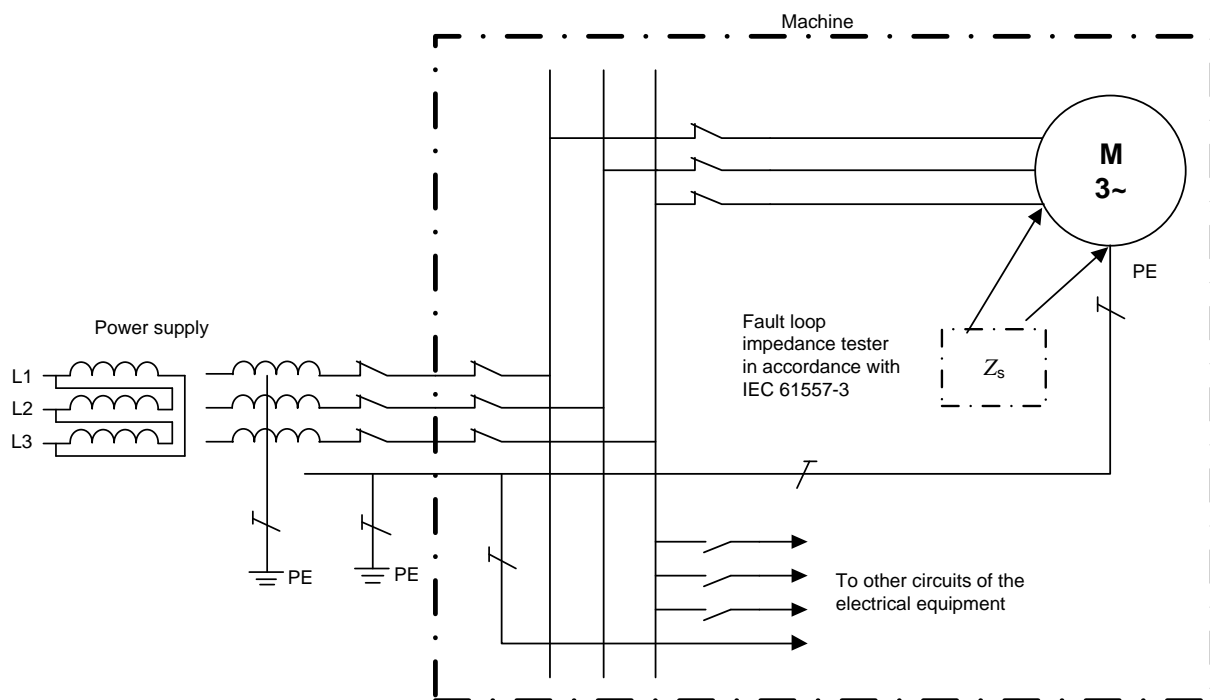 Machine
M
3~
PE
Fault loop
impedance tester
in accordance with
IEC 61557-3
Zs
Power supply
L1
L2
L3
PE
PE
To other circuits of the
electrical equipment